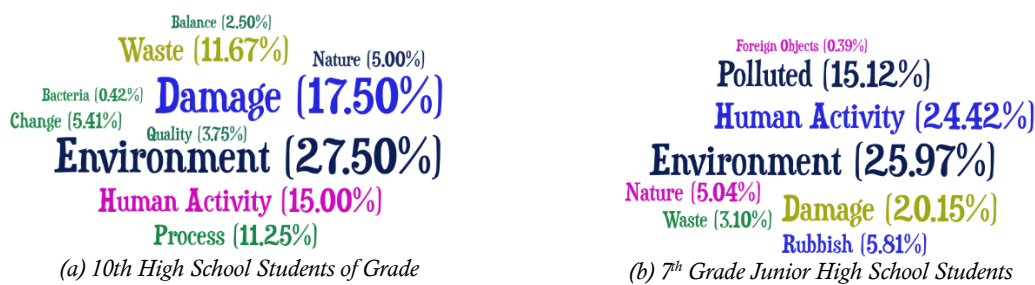 Balance (2.50%)
Waste (11.67%)
Nature (5.00%)
Bacteria (0.42%)
Damage (17.50%)
Change (5.41%)
Quality (3.75%)
Environment (27.50%)
Human Activity (15.00%)
Process (11.25%)
(a) 10th High School Students of Grade
Foreign Objects (0.39%)
Polluted (15.12%)
Human Activity (24.42%)
Environment (25.97%)
Nature (5.04%)
Waste (3.10%)
Damage (20.15%)
Rubbish (5.81%)
(b) 7th Grade Junior High School Students